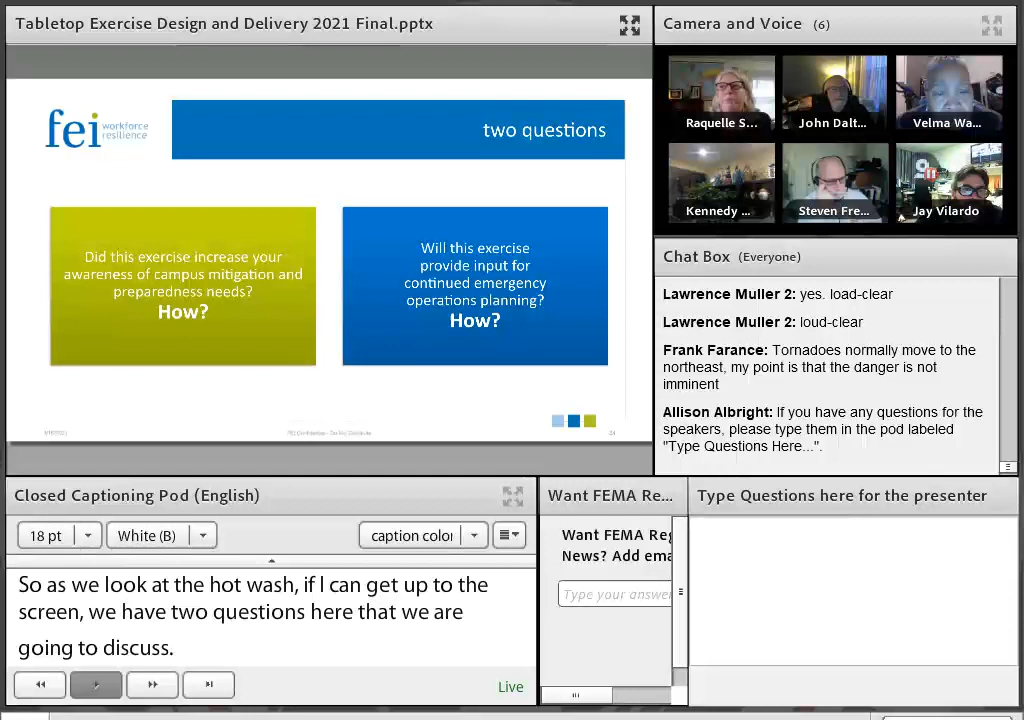 Tabletop Exercise Design and Delivery 2021 Final.pptx
fei workforce
resilience
two questions
Did this exercise increase your
awareness of campus mitigation and
preparedness needs?
How?
Will this exercise
provide input for
continued emergency
operations planning?
How?
24
Camera and Voice (6)
Raquelle S...
John Dalt...
Velma Wa...
Kennedy ...
Steven Fre...
Jay Vilardo
Chat Box (Everyone)
Lawrence Muller 2: yes. load-clear
Lawrence Muller 2: loud-clear
Frank Farance: Tornadoes normally move to the
northeast, my point is that the danger is not
imminent
Allison Albright: If you have any questions for the
speakers, please type them in the pod labeled
"Type Questions Here...".
Closed Captioning Pod (English)
18 pt
White (B)
caption color
So as we look at the hot wash, if I can get up to the
screen, we have two questions here that we are
going to discuss.
Live
Want FEMA Re...
Want FEMA Reg
News? Add ema
Type your answer
Type Questions here for the presenter